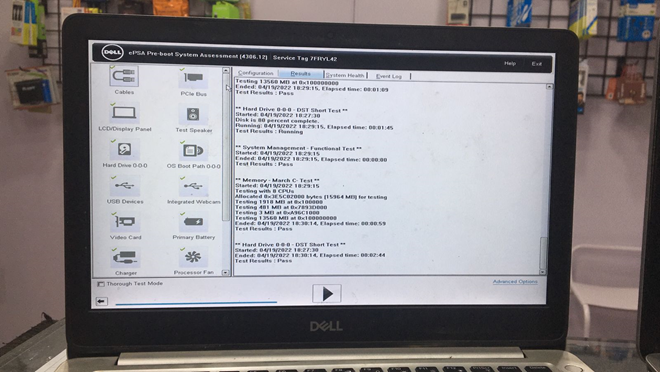 DELL
ePSA Pre-boot System Assessment (4306.12) Service Tag 7FRVL42
Help
Exit
Configuration
Results
System Health
Event Log
Cables
PCIe Bus
LCD/Display Panel
Test Speaker
Hard Drive 0-0-0
OS Boot Path 0-0-0
USB Devices
Integrated Webcam
Video Card
Primary Battery
Charger
Processor Fan
Testing 13568 MB at 0x100000000
Ended: 04/19/2022 18:29:15, Elapsed time: 00:01:09
Test Results : Pass
** Hard Drive 0-0-0 - DST Short Test **
Started: 04/19/2022 18:27:30
Disk is 80 percent complete.
Running: 04/19/2022 18:29:15, Elapsed time: 00:01:45
Test Results : Running
** System Management - Functional Test **
Started: 04/19/2022 18:29:15
Ended: 04/19/2022 18:29:15, Elapsed time: 00:00:00
Test Results : Pass
** Memory - March C- Test **
Started: 04/19/2022 18:29:15
Testing with 8 CPUs
Allocated 0x3E5C02000 bytes (15964 MB) for testing
Testing 1918 MB at 0x100000
Testing 481 MB at 0x7893D000
Testing 3 MB at 0xA96C1000
Testing 13568 MB at 0x100000000
Ended: 04/19/2022 18:30:14, Elapsed time: 00:00:59
Test Results : Pass
** Hard Drive 0-0-0 - DST Short Test **
Started: 04/19/2022 18:27:30
Ended: 04/19/2022 18:30:14, Elapsed time: 00:02:44
Test Results : Pass
Thorough Test Mode
Advanced Options
DELL